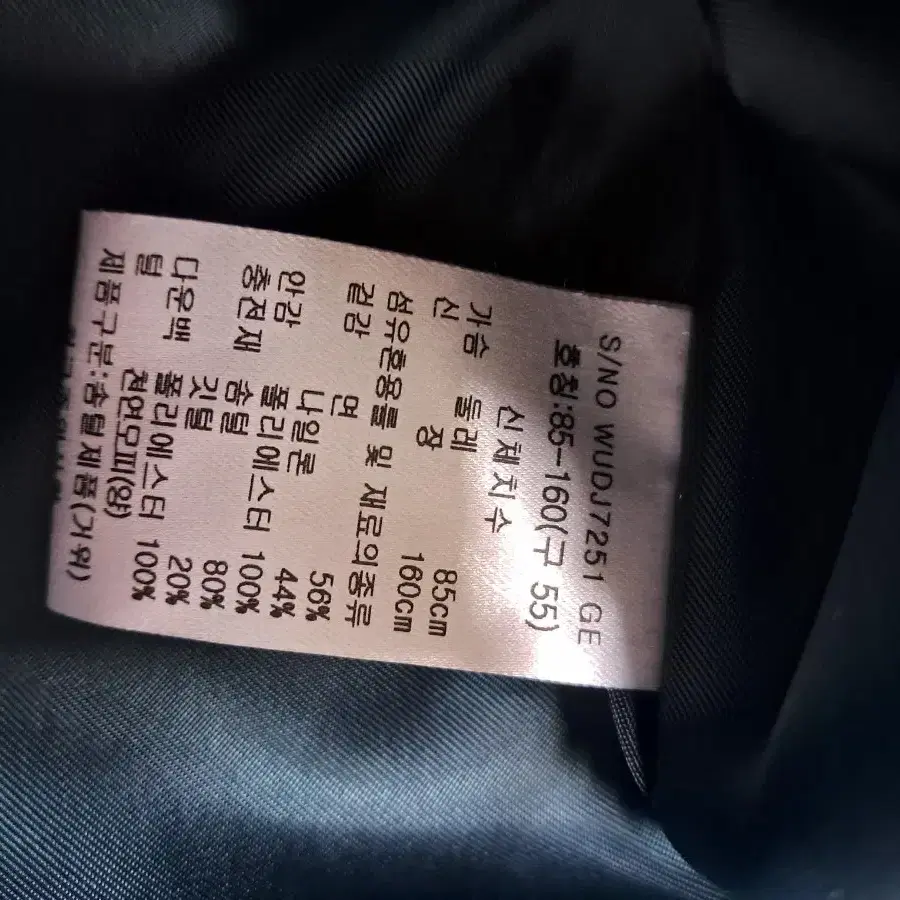 S/NO WUDJ7251 GE
호칭:85-160(구 55)
신체치수
가슴 둘레 85cm
신 장 160cm
섬유혼용률 및 재료의종류
겉감 면 56%
나일론 44%
안감 폴리에스터 100%
충전재 솜털 80%
깃털 20%
다운백 폴리에스터 100%
털 천연모피(양)
제품구분:솜털제품(거위)